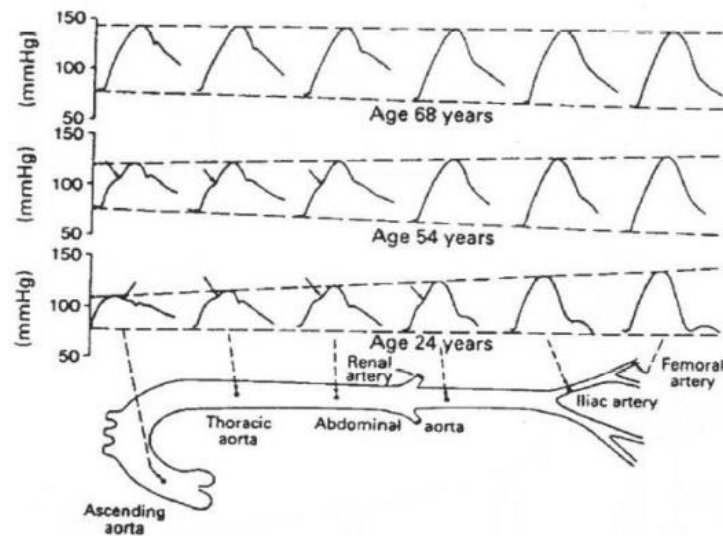 150
100
50
(mmHg)
Age 68 years
150
100
50
(mmHg)
Age 54 years
150
100
50
(mmHg)
Age 24 years
Renal
artery
Femoral
artery
Iliac artery
Thoracic
aorta
Abdominal aorta
Ascending
aorta